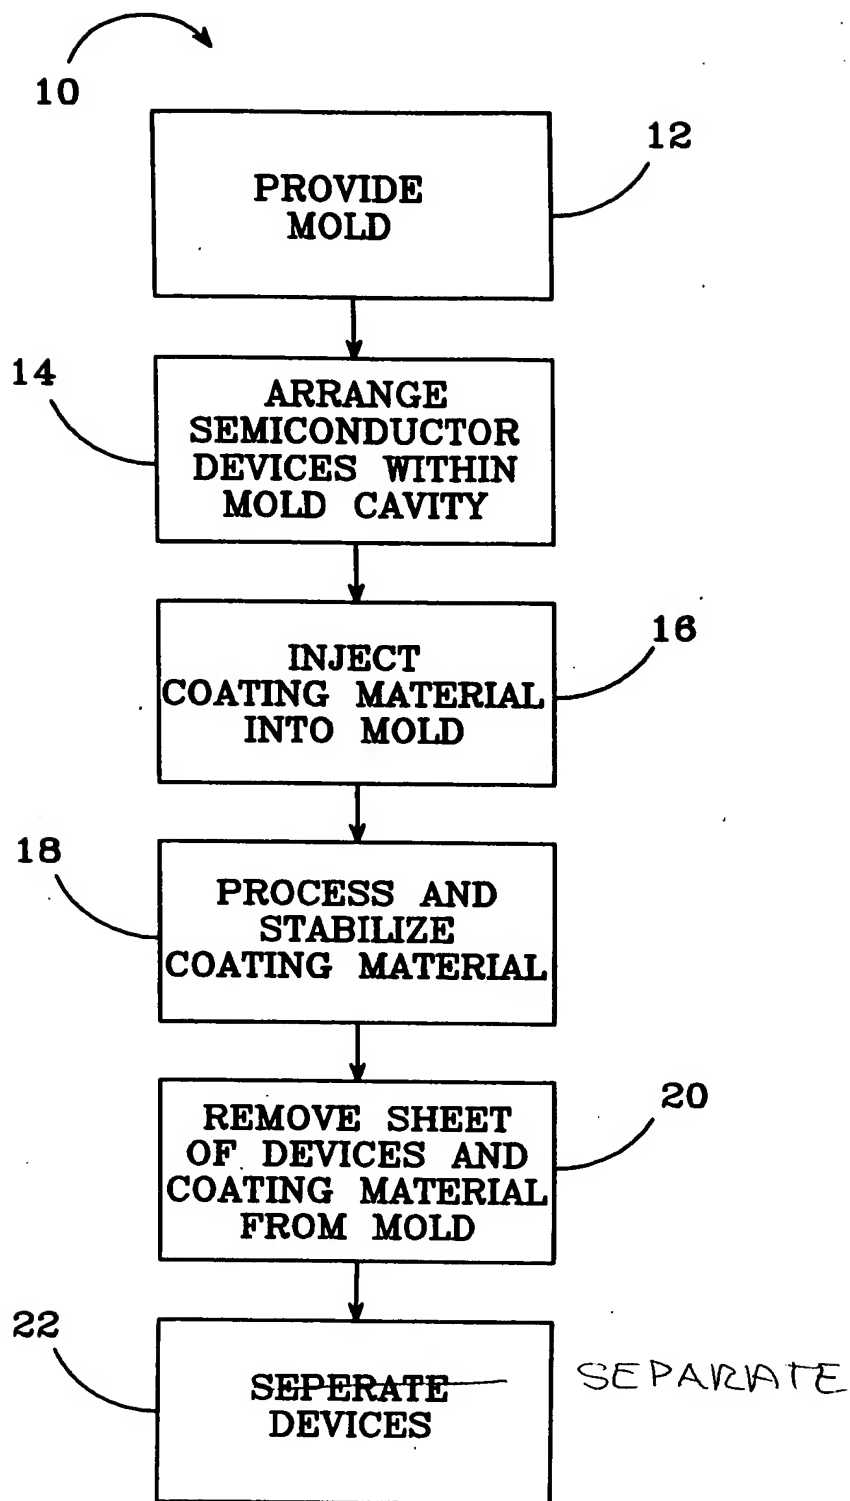 10
12
PROVIDE
MOLD
14
ARRANGE
SEMICONDUCTOR
DEVICES WITHIN
MOLD CAVITY
16
INJECT
COATING MATERIAL
INTO MOLD
18
PROCESS AND
STABILIZE
COATING MATERIAL
20
REMOVE SHEET
OF DEVICES AND
COATING MATERIAL
FROM MOLD
22
SEPERATE SEPARATE
DEVICES